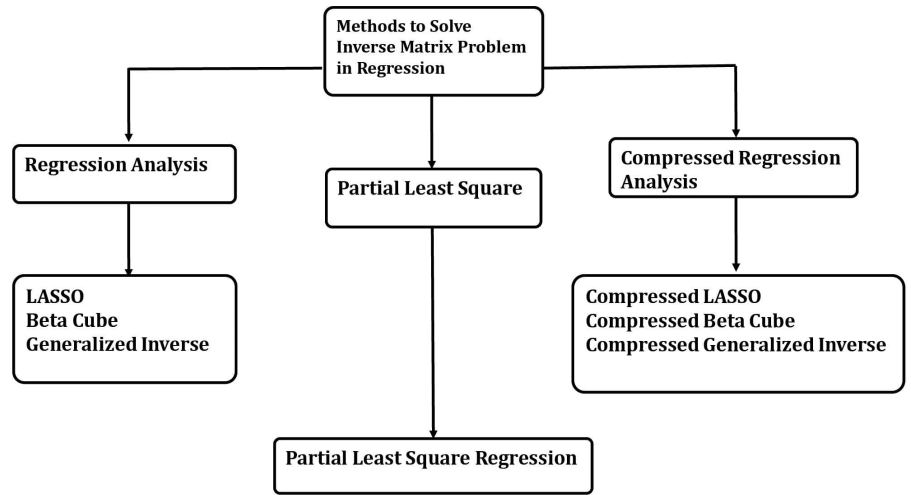 Methods to Solve
Inverse Matrix Problem
in Regression
Regression Analysis
Partial Least Square
Compressed Regression
Analysis
LASSO
Beta Cube
Generalized Inverse
Compressed LASSO
Compressed Beta Cube
Compressed Generalized Inverse
Partial Least Square Regression